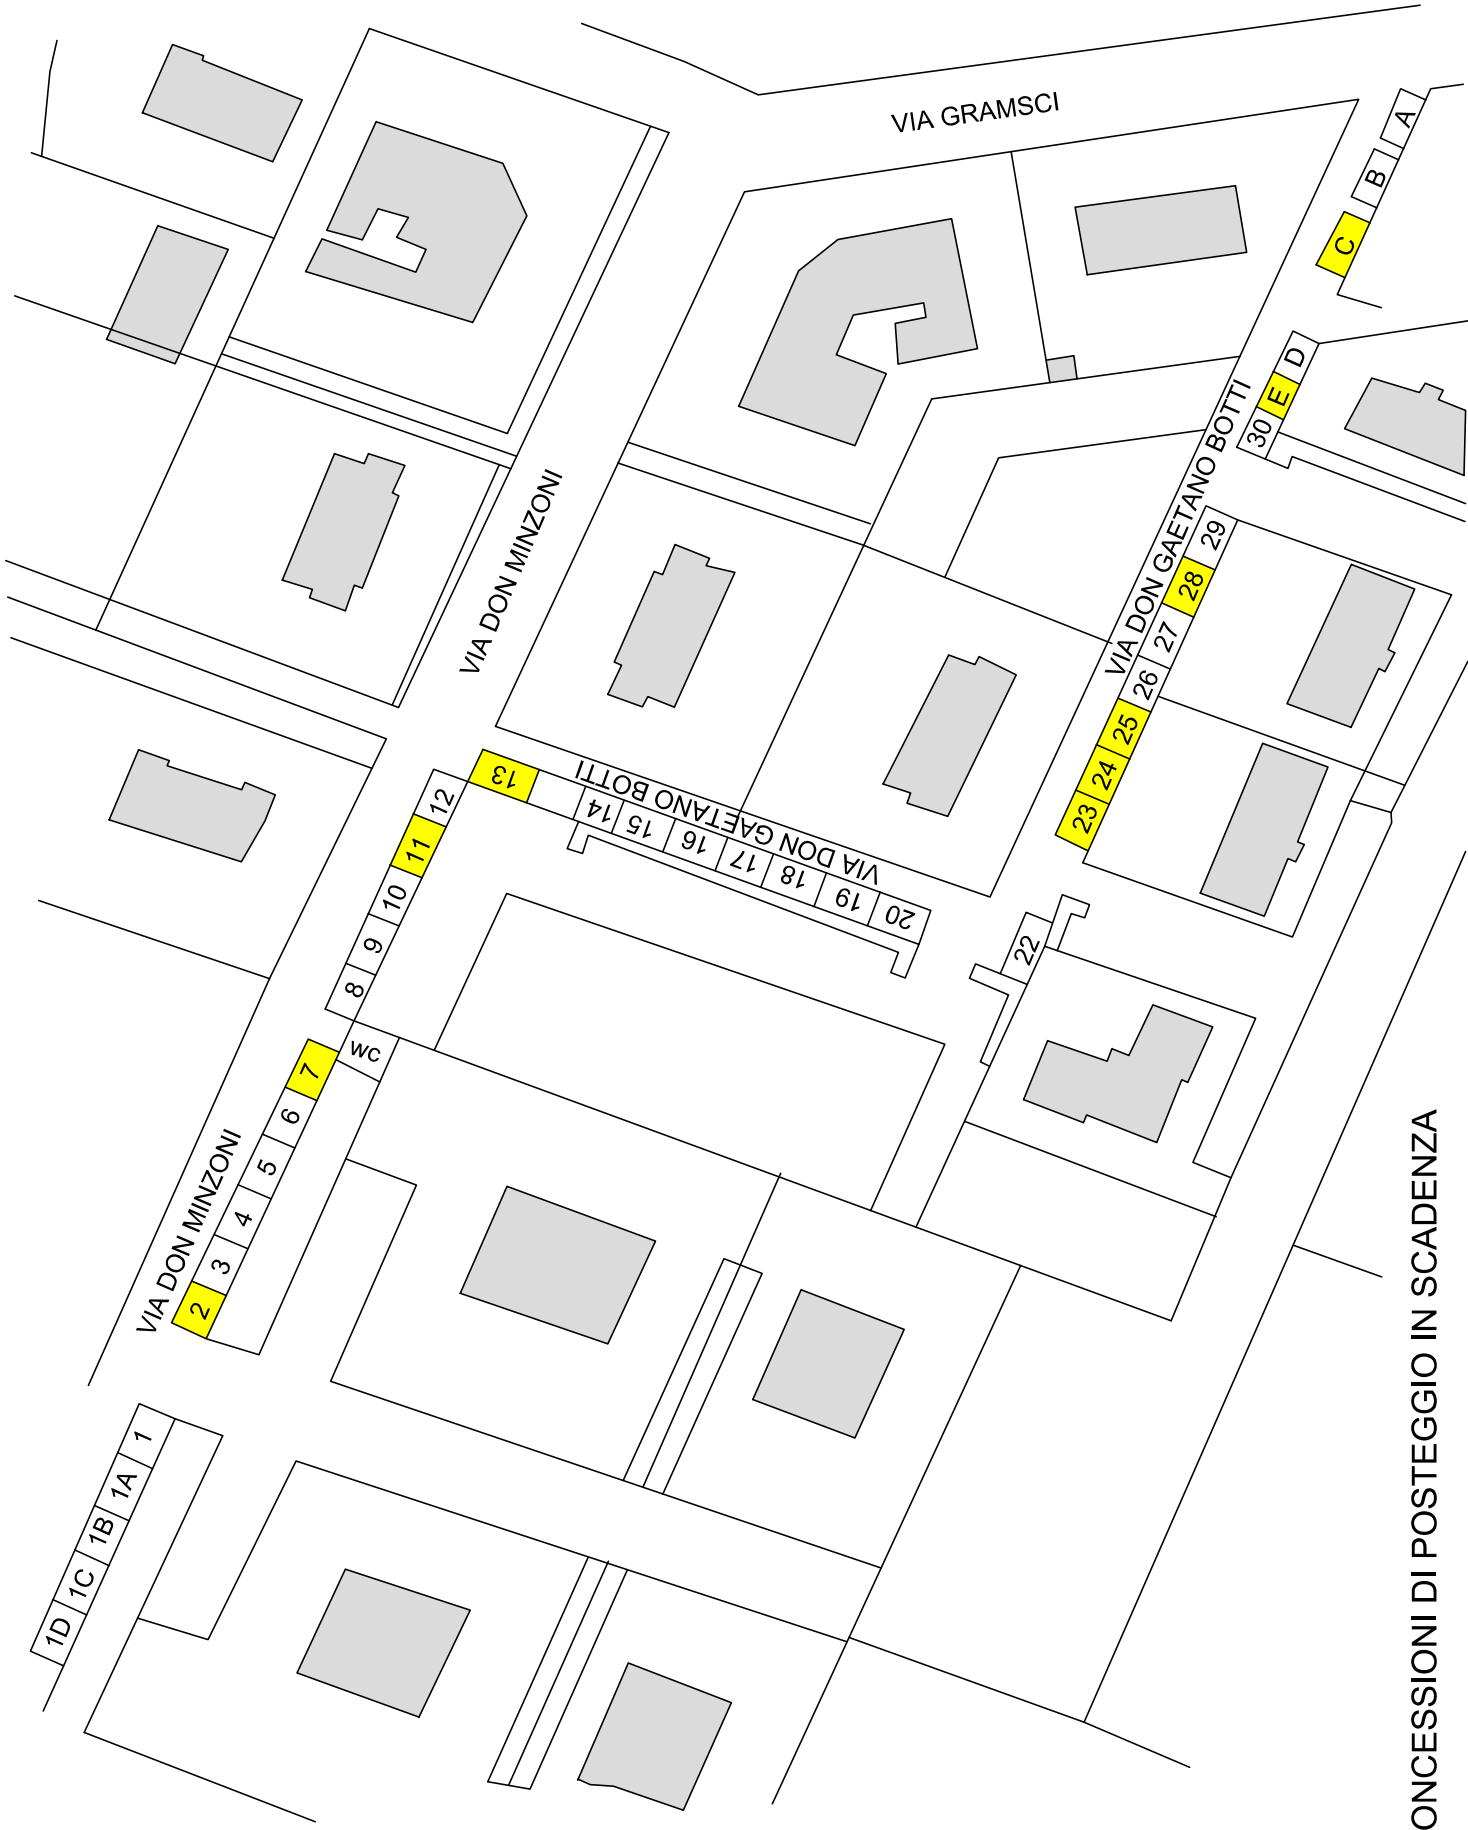 VIA GRAMSCI
A
B
C
D
E
30
VIA DON GAETANO BOTTI
29
28
27
26
25
24
23
22
VIA DON MINZONI
13
14
15
16
17
18
19
20
VIA DON GAETANO BOTTI
12
11
10
9
8
WC
7
6
5
4
3
2
VIA DON MINZONI
1
1A
1B
1C
1D
ONCESSIONI DI POSTEGGIO IN SCADENZA